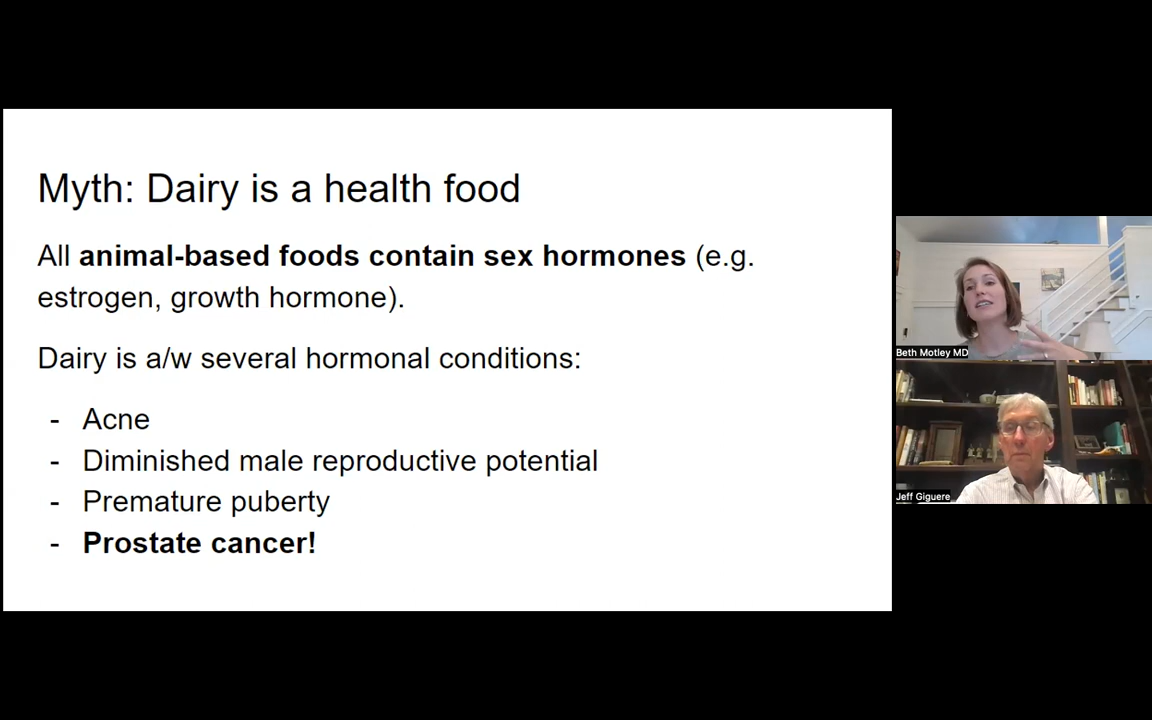 Myth: Dairy is a health food
All animal-based foods contain sex hormones (e.g.
estrogen, growth hormone).
Dairy is a/w several hormonal conditions:
- Acne
- Diminished male reproductive potential
- Premature puberty
- Prostate cancer!
Beth Motley MD
Jeff Giguere